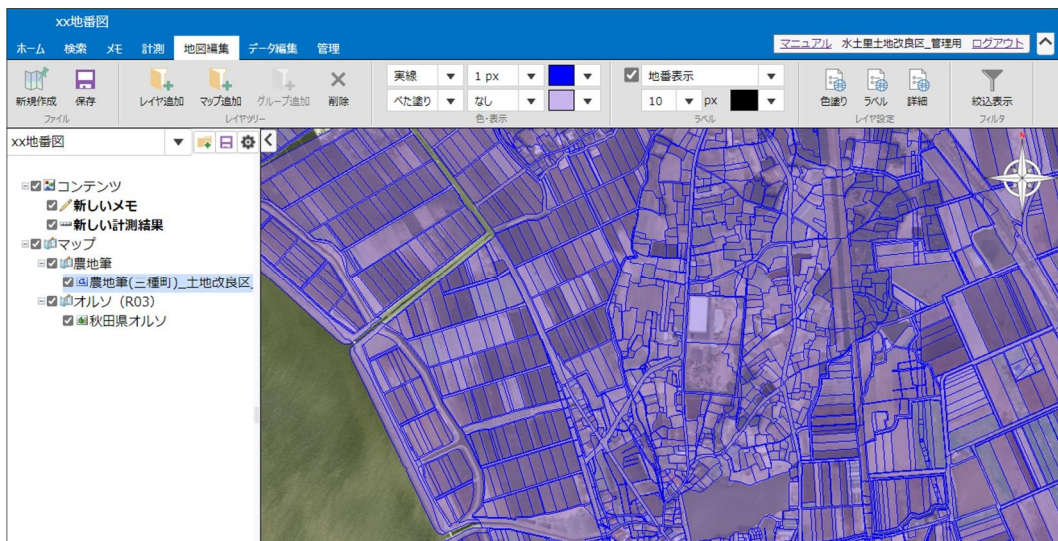 xx地番図
ホーム 検索 メモ 計測 地図編集 データ編集 管理 マニュアル 水土里土地改良区_管理用 ログアウト
実線 1 px 地番表示
新規作成 保存 レイヤ追加 マップ追加 グループ追加 削除 べた塗り なし 10 px 色塗り ラベル 詳細 絞込表示
ファイル レイヤツリー 色・表示 ラベル レイヤ設定 フィルタ
xx地番図
コンテンツ
新しいメモ
新しい計測結果
マップ
農地筆
農地筆(三種町)_土地改良区_
オルソ（R03）
秋田県オルソ
N